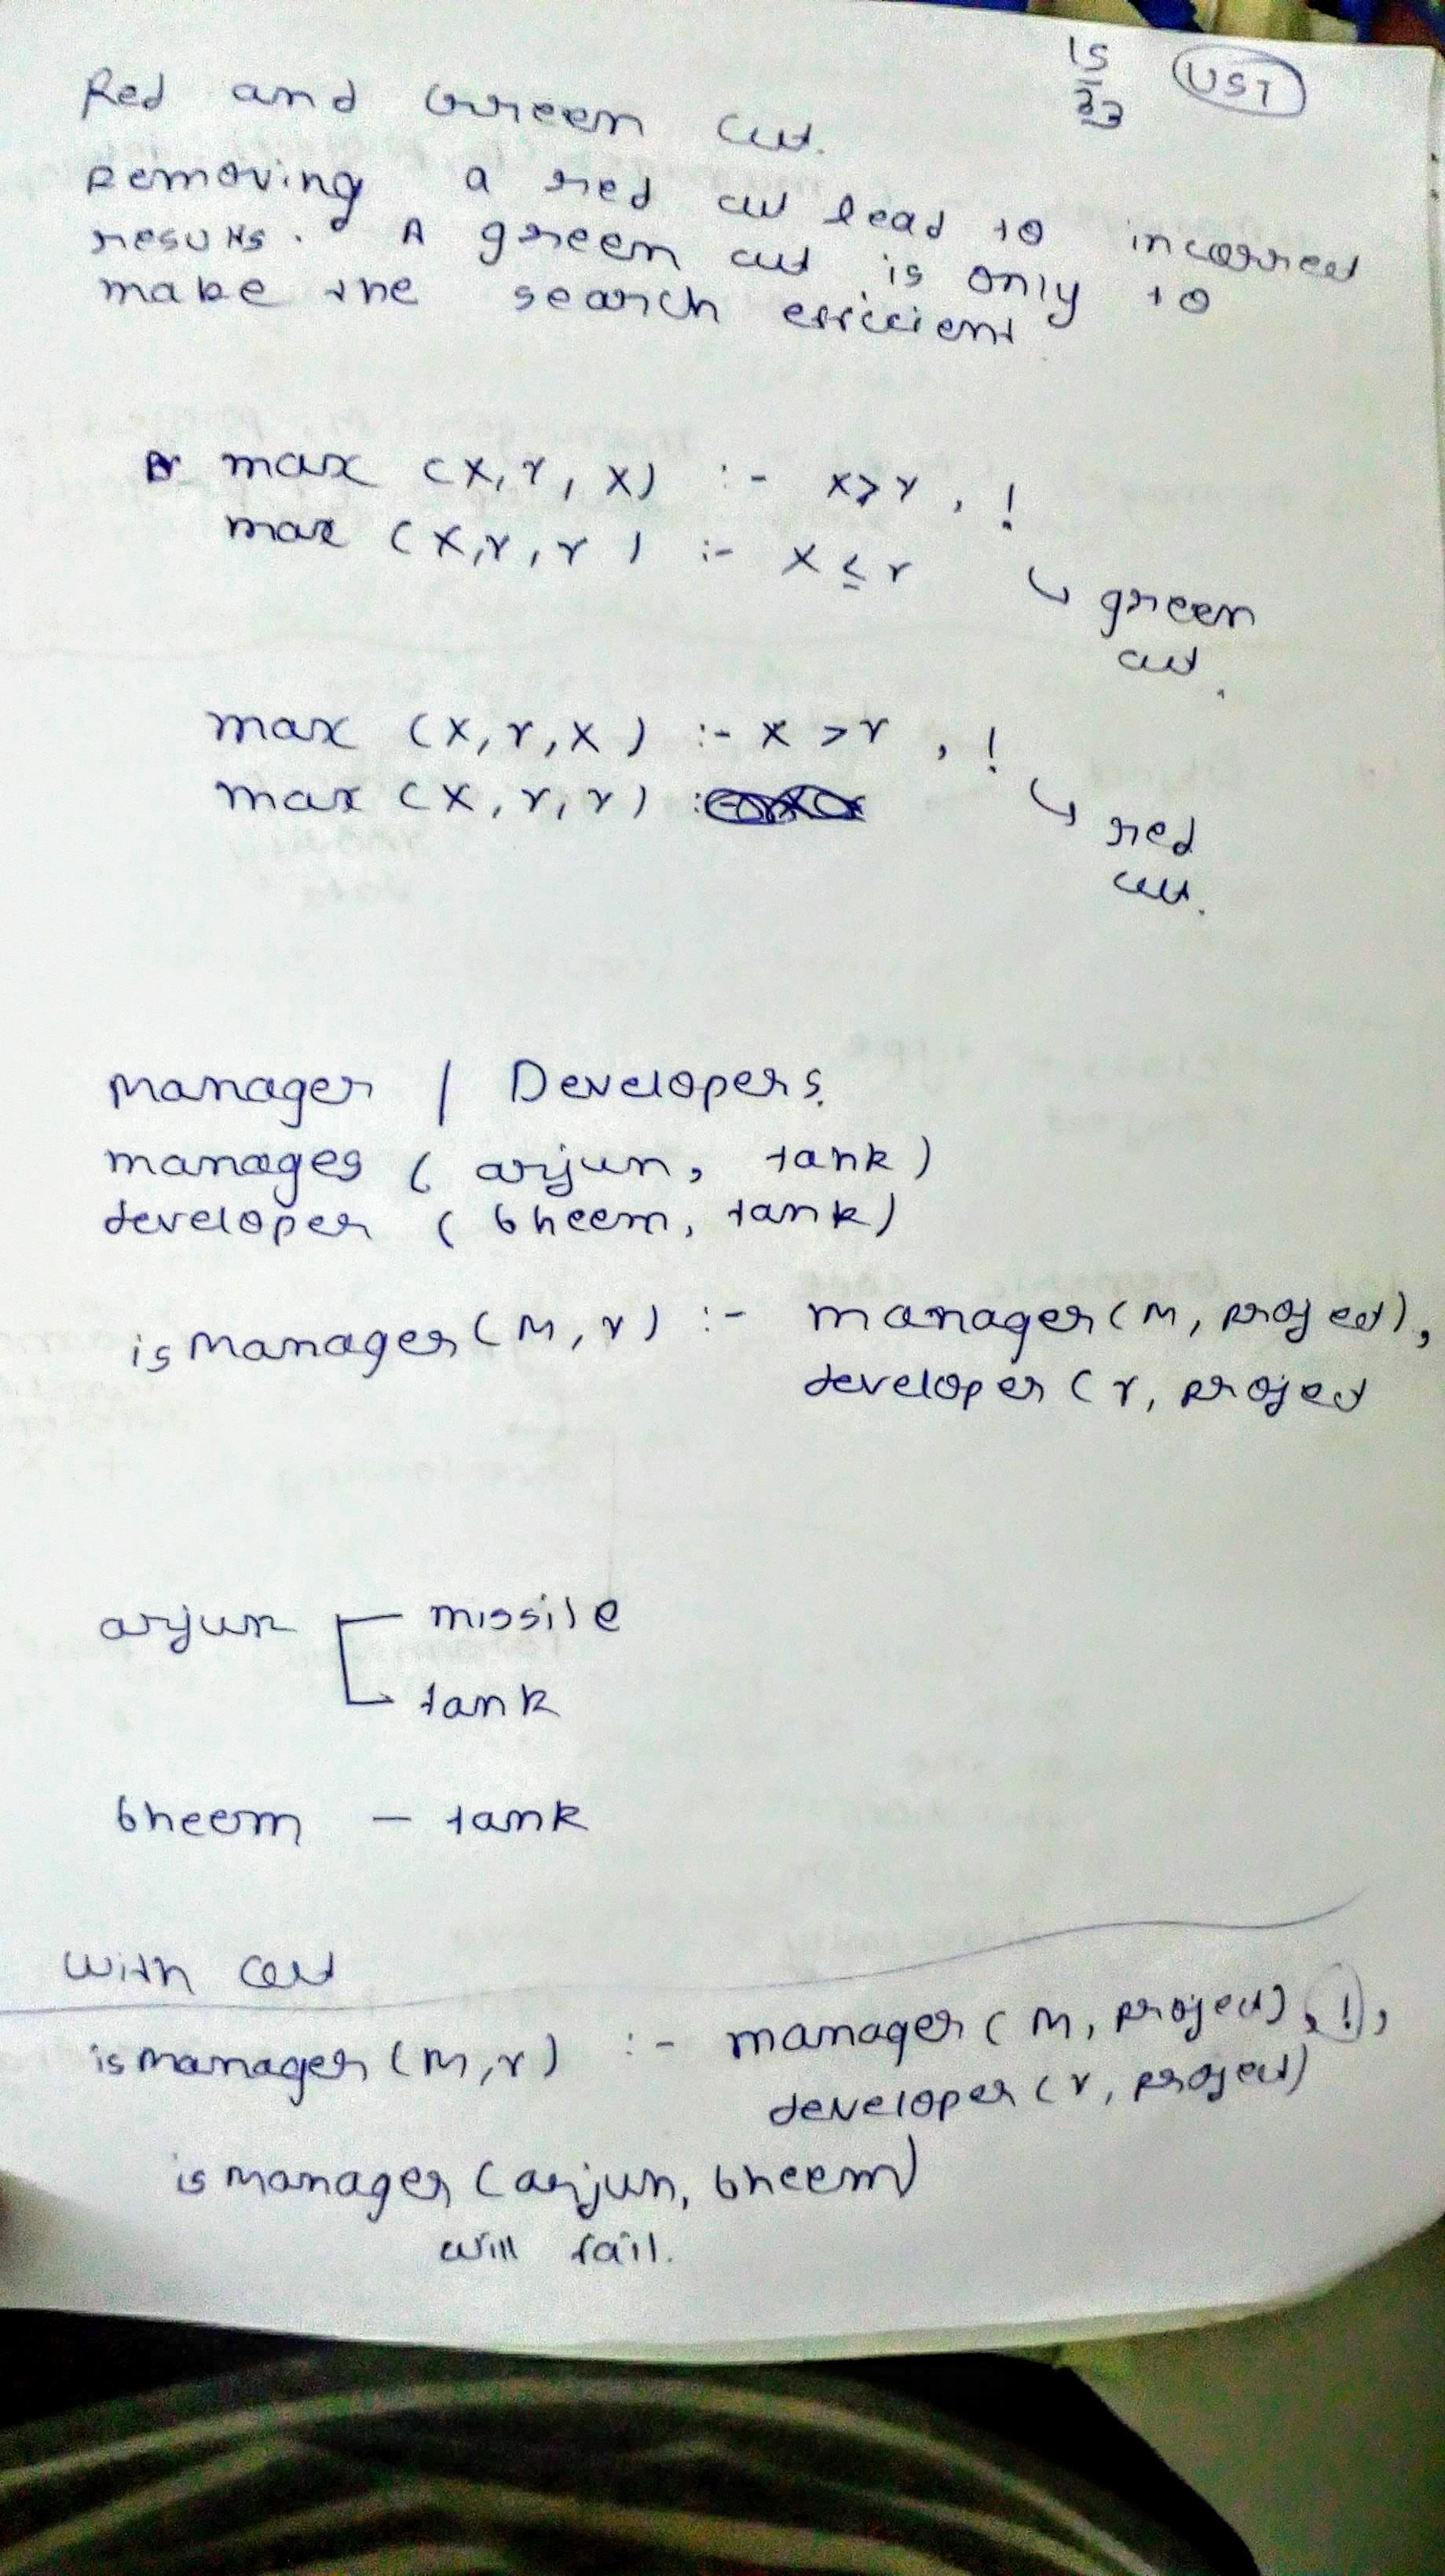 15
33
UST
Red and Green cut.
Removing a red cut lead to incorrect
results. A green cut is only to
make the search efficient
max (X, Y, X) :- X>Y, !
max (X,Y,Y) :- X≤Y
green
cut.
max (X,Y,X) :- X>Y, !
max (X,Y,Y) :
red
cut.
Manager | Developers.
manages (arjun, tank)
developer (bheem, tank)
is Manager (M, Y) :- manager (M, project),
developer (Y, project
arjun missile
tank
bheem - tank
with cut
is manager (M, Y) :- manager (M, project), !,
developer (Y, project)
is manager (arjun, bheem)
will fail.